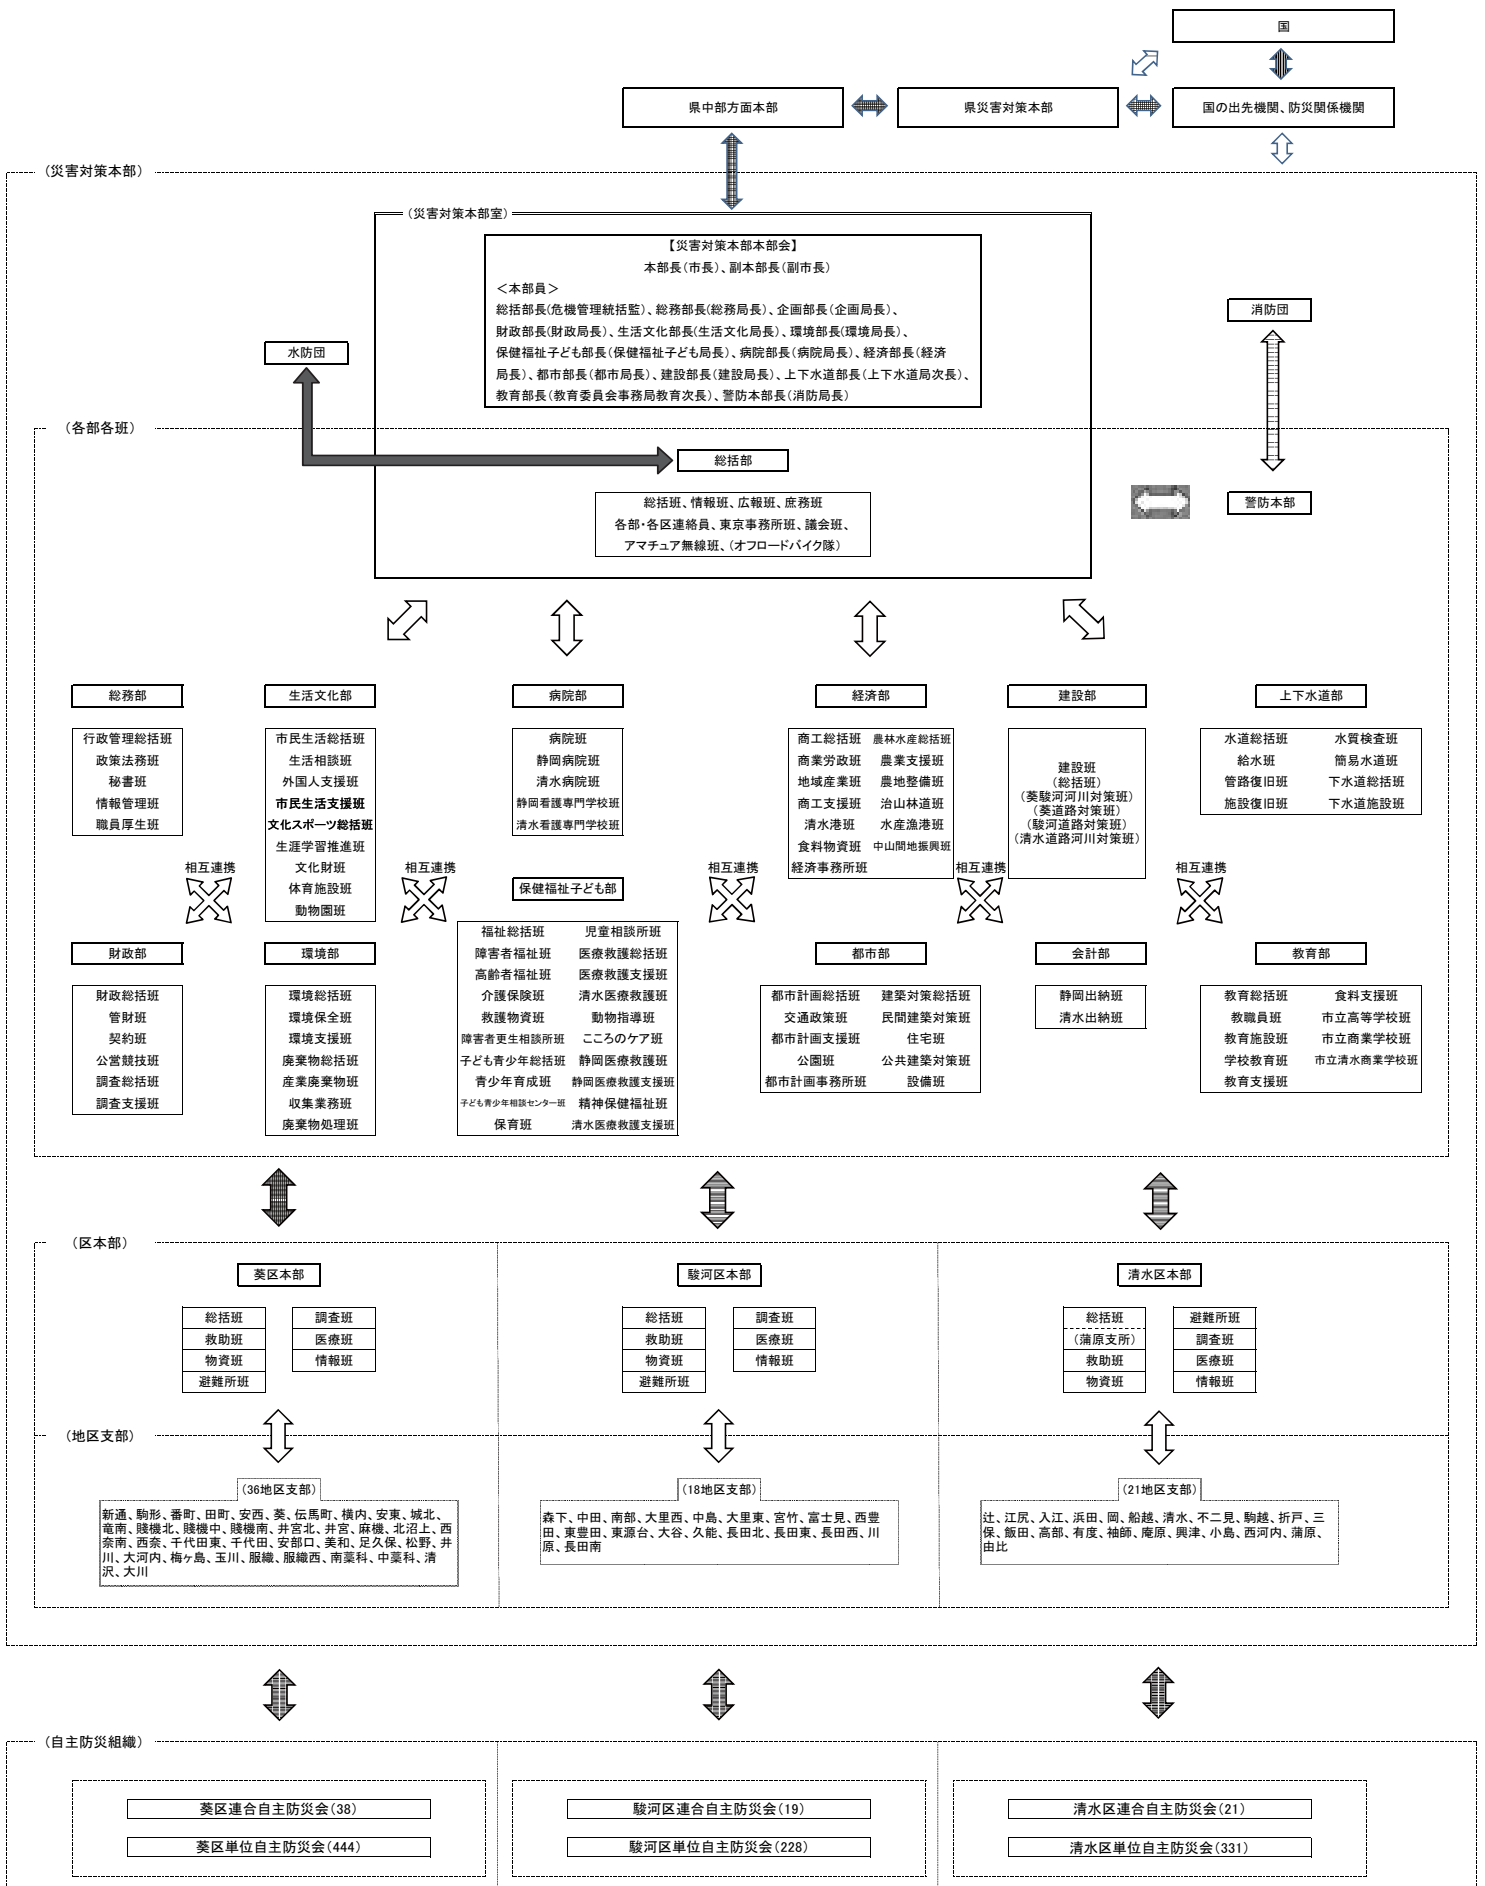 国
県中部方面本部
県災害対策本部
国の出先機関、防災関係機関
（災害対策本部）
（災害対策本部室）
【災害対策本部本部会】
本部長（市長）、副本部長（副市長）
＜本部員＞
総括部長(危機管理統括監）、総務部長(総務局長）、企画部長（企画局長）、
財政部長（財政局長）、生活文化部長（生活文化局長）、環境部長（環境局長）、
保健福祉子ども部長（保健福祉子ども局長）、病院部長（病院局長）、経済部長（経済
局長）、都市部長（都市局長）、建設部長（建設局長）、上下水道部長（上下水道局次長）、
教育部長（教育委員会事務局教育次長）、警防本部長（消防局長）
消防団
水防団
（各部各班）
総括部
総括班、情報班、広報班、庶務班
各部・各区連絡員、東京事務所班、議会班、
アマチュア無線班、（オフロードバイク隊）
警防本部
総務部
行政管理総括班
政策法務班
秘書班
情報管理班
職員厚生班
生活文化部
市民生活総括班
生活相談班
外国人支援班
市民生活支援班
文化スポーツ総括班
生涯学習推進班
文化財班
体育施設班
動物園班
病院部
病院班
静岡病院班
清水病院班
静岡看護専門学校班
清水看護専門学校班
経済部
商工総括班 農林水産総括班
商業労政班 農業支援班
地域産業班 農地整備班
商工支援班 治山林道班
清水港班 水産漁港班
食料物資班 中山間地振興班
経済事務所班
建設部
建設班
（総括班）
（葵駿河河川対策班）
（葵道路対策班）
（駿河道路対策班）
（清水道路河川対策班）
上下水道部
水道総括班 水質検査班
給水班 簡易水道班
管路復旧班 下水道総括班
施設復旧班 下水道施設班
相互連携
相互連携
相互連携
相互連携
相互連携
財政部
財政総括班
管財班
契約班
公営競技班
調査総括班
調査支援班
環境部
環境総括班
環境保全班
環境支援班
廃棄物総括班
産業廃棄物班
収集業務班
廃棄物処理班
保健福祉子ども部
福祉総括班 児童相談所班
障害者福祉班 医療救護総括班
高齢者福祉班 医療救護支援班
介護保険班 清水医療救護班
救護物資班 動物指導班
障害者更生相談所班 こころのケア班
子ども青少年総括班 静岡医療救護班
青少年育成班 静岡医療救護支援班
子ども青少年相談センター班 精神保健福祉班
保育班 清水医療救護支援班
都市部
都市計画総括班 建築対策総括班
交通政策班 民間建築対策班
都市計画支援班 住宅班
公園班 公共建築対策班
都市計画事務所班 設備班
会計部
静岡出納班
清水出納班
教育部
教育総括班 食料支援班
教職員班 市立高等学校班
教育施設班 市立商業学校班
学校教育班 市立清水商業学校班
教育支援班
（区本部）
葵区本部
総括班 調査班
救助班 医療班
物資班 情報班
避難所班
駿河区本部
総括班 調査班
救助班 医療班
物資班 情報班
避難所班
清水区本部
総括班 避難所班
（蒲原支所） 調査班
救助班 医療班
物資班 情報班
（地区支部）
（36地区支部）
新通、駒形、番町、田町、安西、葵、伝馬町、横内、安東、城北、
竜南、賤機北、賤機中、賤機南、井宮北、井宮、麻機、北沼上、西
奈南、西奈、千代田東、千代田、安部口、美和、足久保、松野、井
川、大河内、梅ヶ島、玉川、服織、服織西、南藁科、中藁科、清
沢、大川
（18地区支部）
森下、中田、南部、大里西、中島、大里東、宮竹、富士見、西豊
田、東豊田、東源台、大谷、久能、長田北、長田東、長田西、川
原、長田南
（21地区支部）
辻、江尻、入江、浜田、岡、船越、清水、不二見、駒越、折戸、三
保、飯田、高部、有度、袖師、庵原、興津、小島、西河内、蒲原、
由比
（自主防災組織）
葵区連合自主防災会（38）
葵区単位自主防災会（444）
駿河区連合自主防災会（19）
駿河区単位自主防災会（228）
清水区連合自主防災会（21）
清水区単位自主防災会（331）